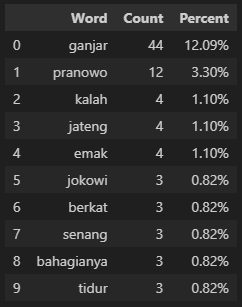 Word Count Percent
0 ganjar 44 12.09%
1 pranowo 12 3.30%
2 kalah 4 1.10%
3 jateng 4 1.10%
4 emak 4 1.10%
5 jokowi 3 0.82%
6 berkat 3 0.82%
7 senang 3 0.82%
8 bahagianya 3 0.82%
9 tidur 3 0.82%